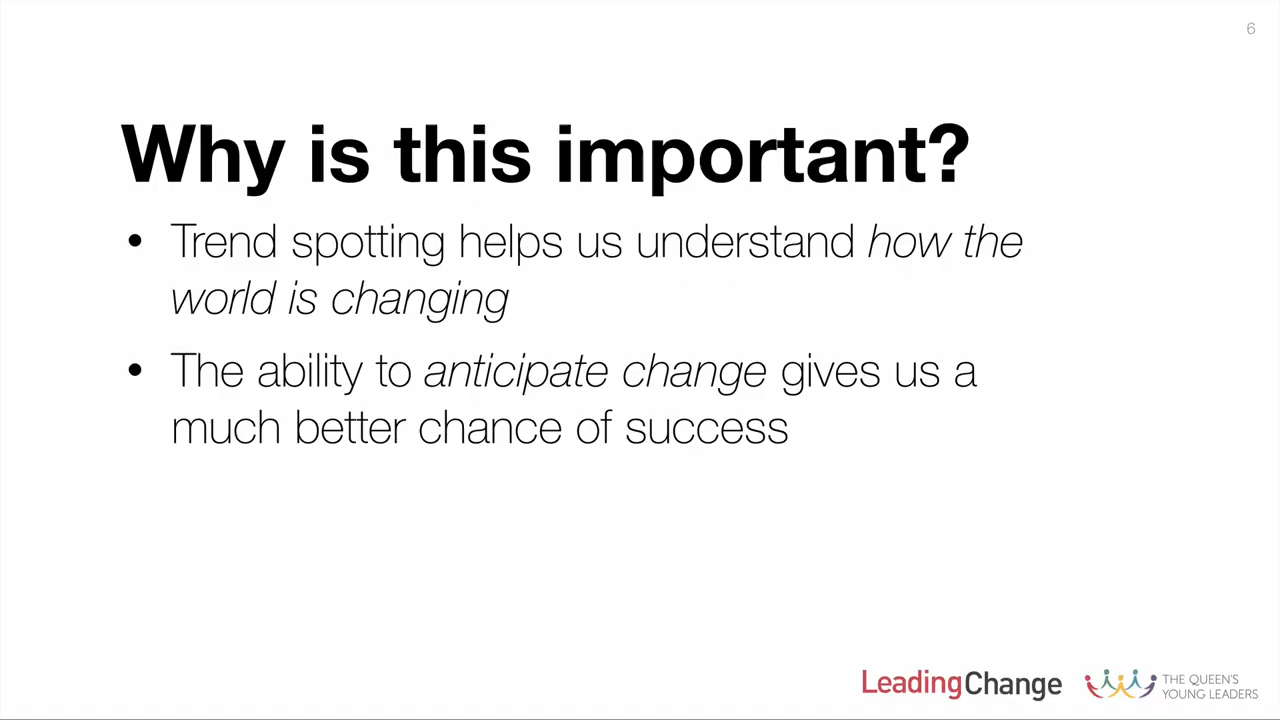 6
Why is this important?
• Trend spotting helps us understand how the
world is changing
• The ability to anticipate change gives us a
much better chance of success
LeadingChange
THE QUEEN'S
YOUNG LEADERS